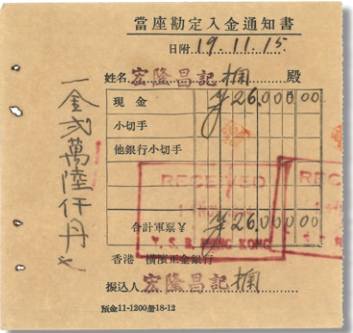 當座勘定入金通知書
日附 19.11.15.
姓名 宏隆昌記 殿
現金 ¥26,000.00
小切手
他銀行小切手
RECEIVED
合計軍票¥ ¥26,000.00
Y. S. B. HONG KONG
香港 橫濱正金銀行
振込人 宏隆昌記
預金11-1200册18-12
一金弍萬陸仟円也